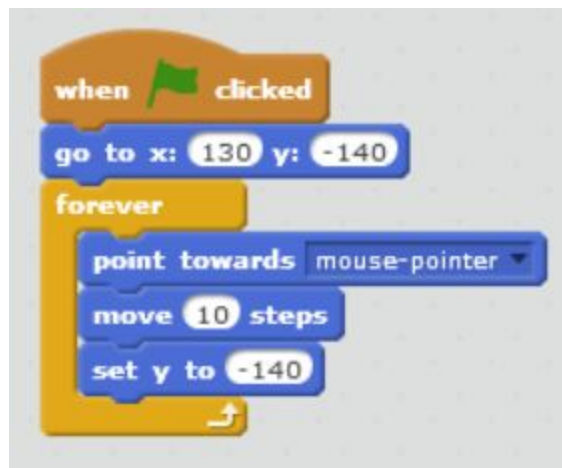 when clicked
go to x: 130 y: -140
forever
point towards mouse-pointer
move 10 steps
set y to -140